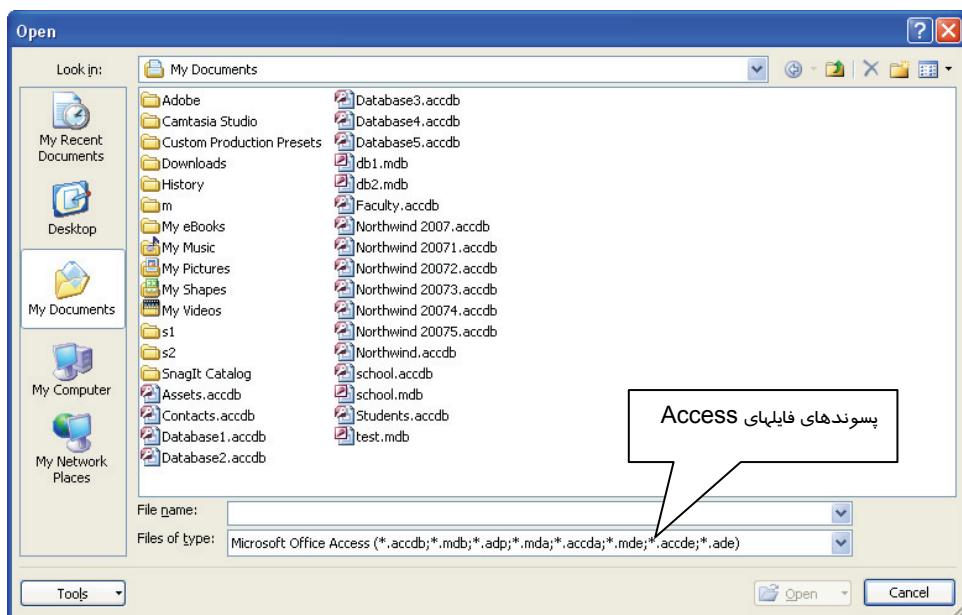 Open
Look in:
My Documents
My Recent
Documents
Desktop
My Documents
My Computer
My Network
Places
Adobe
Camtasia Studio
Custom Production Presets
Downloads
History
m
My eBooks
My Music
My Pictures
My Shapes
My Videos
s1
s2
SnagIt Catalog
Assets.accdb
Contacts.accdb
Database1.accdb
Database2.accdb
Database3.accdb
Database4.accdb
Database5.accdb
db1.mdb
db2.mdb
Faculty.accdb
Northwind 2007.accdb
Northwind 20071.accdb
Northwind 20072.accdb
Northwind 20073.accdb
Northwind 20074.accdb
Northwind 20075.accdb
Northwind.accdb
school.accdb
school.mdb
Students.accdb
test.mdb
پسوندهای فایلهای Access
File name:
Files of type:
Microsoft Office Access (*.accdb;*.mdb;*.adp;*.mda;*.accda;*.mde;*.accde;*.ade)
Tools
Open
Cancel